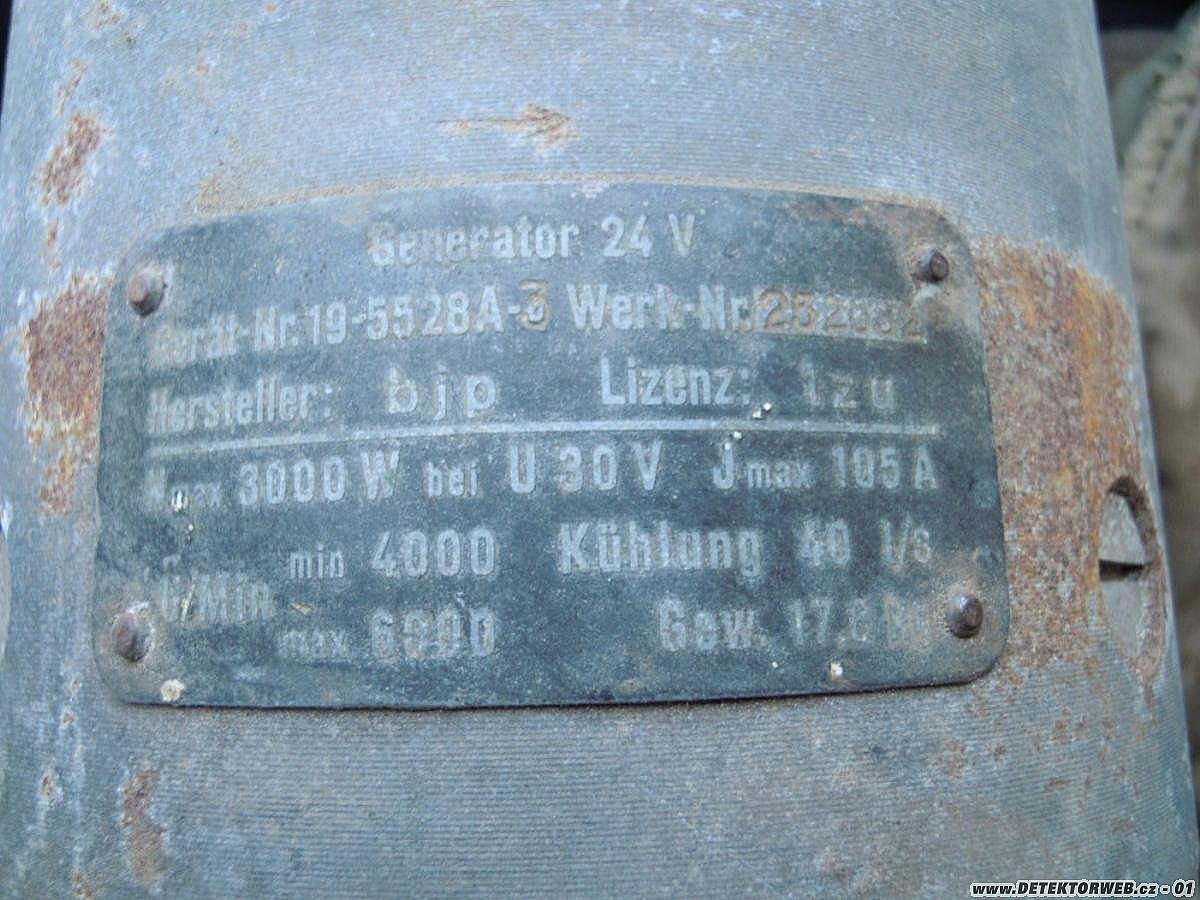 Generator 24 V
Gerät-Nr. 19-5528A-3 Werk-Nr.
Hersteller: bjp Lizenz: lzu
N max 3000 W bei U 30 V J max 105 A
min 4000 Kühlung l/s
U/Min
max. 6000 Gew.
www.DETEKTORWEB.cz - 01